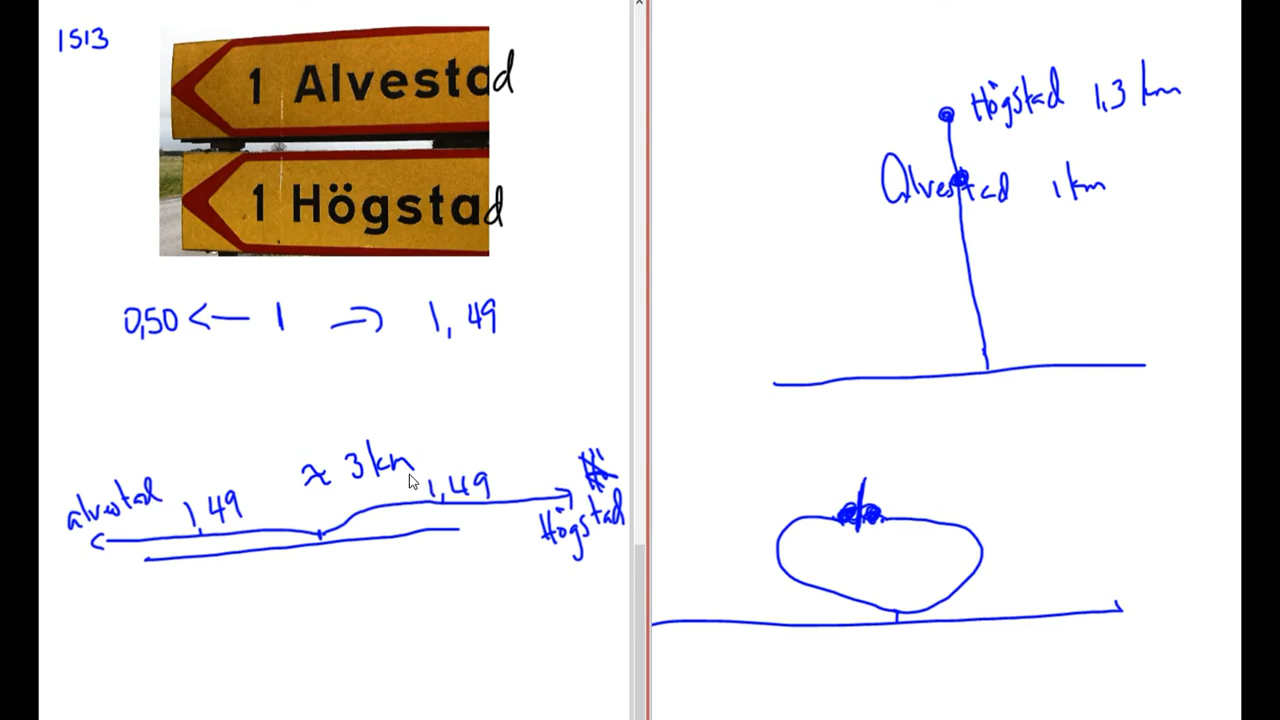 1513
1 Alvestad
1 Högstad
0,50 ← 1 → 1,49
≈ 3 km
alvestad 1,49 1,49
Högstad
Högstad 1,3 km
Alvestad 1 km